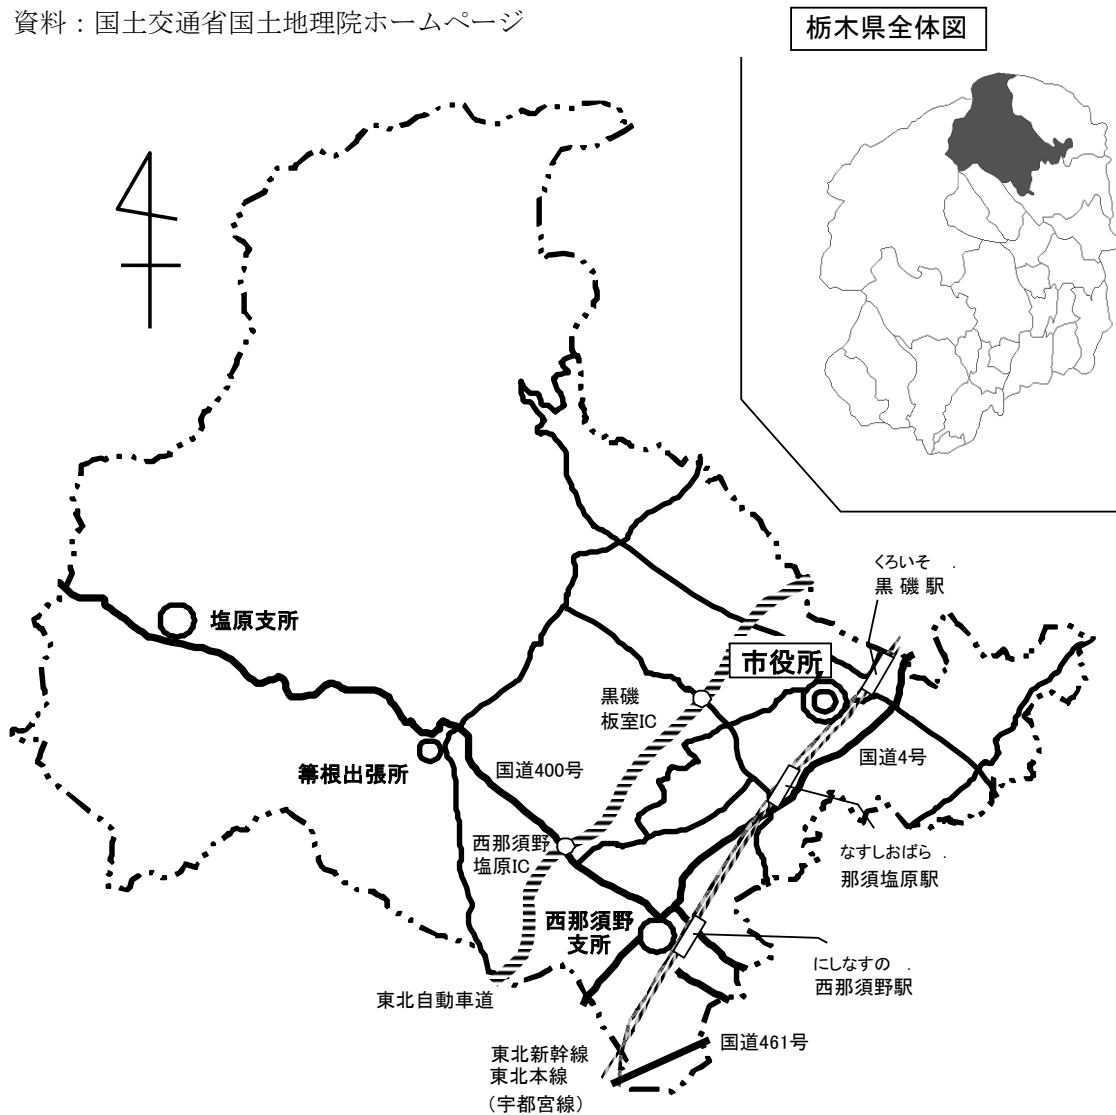 資料：国土交通省国土地理院ホームページ
栃木県全体図
くろいそ .
黒 磯 駅
塩原支所
市役所
黒磯
板室IC
国道4号
国道400号
箒根出張所
西那須野
塩原IC
なすしおばら .
那須塩原駅
西那須野
支所
にしなすの .
西那須野駅
東北自動車道
国道461号
東北新幹線
東北本線
（宇都宮線）